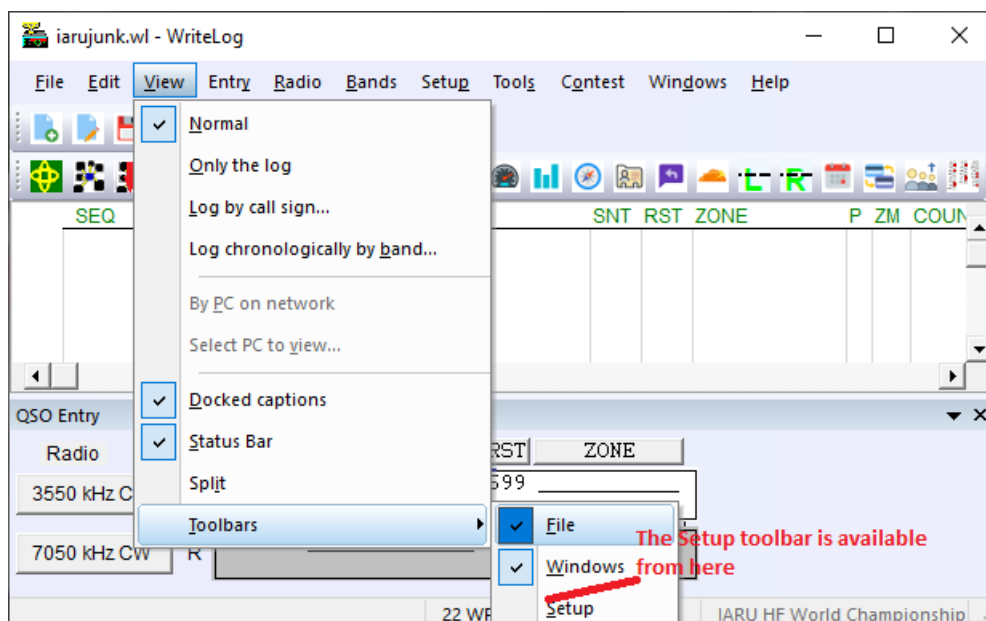 iarujunk.wl - WriteLog
File Edit View Entry Radio Bands Setup Tools Contest Windows Help
Normal
Only the log
Log by call sign...
Log chronologically by band...
By PC on network
Select PC to view...
Docked captions
Status Bar
Split
Toolbars
File
Windows
Setup
The Setup toolbar is available
from here
SEQ SNT RST ZONE P ZM COUN
QSO Entry
Radio
RST ZONE
3550 kHz C
599
7050 kHz CW R
22 WP
IARU HF World Championship